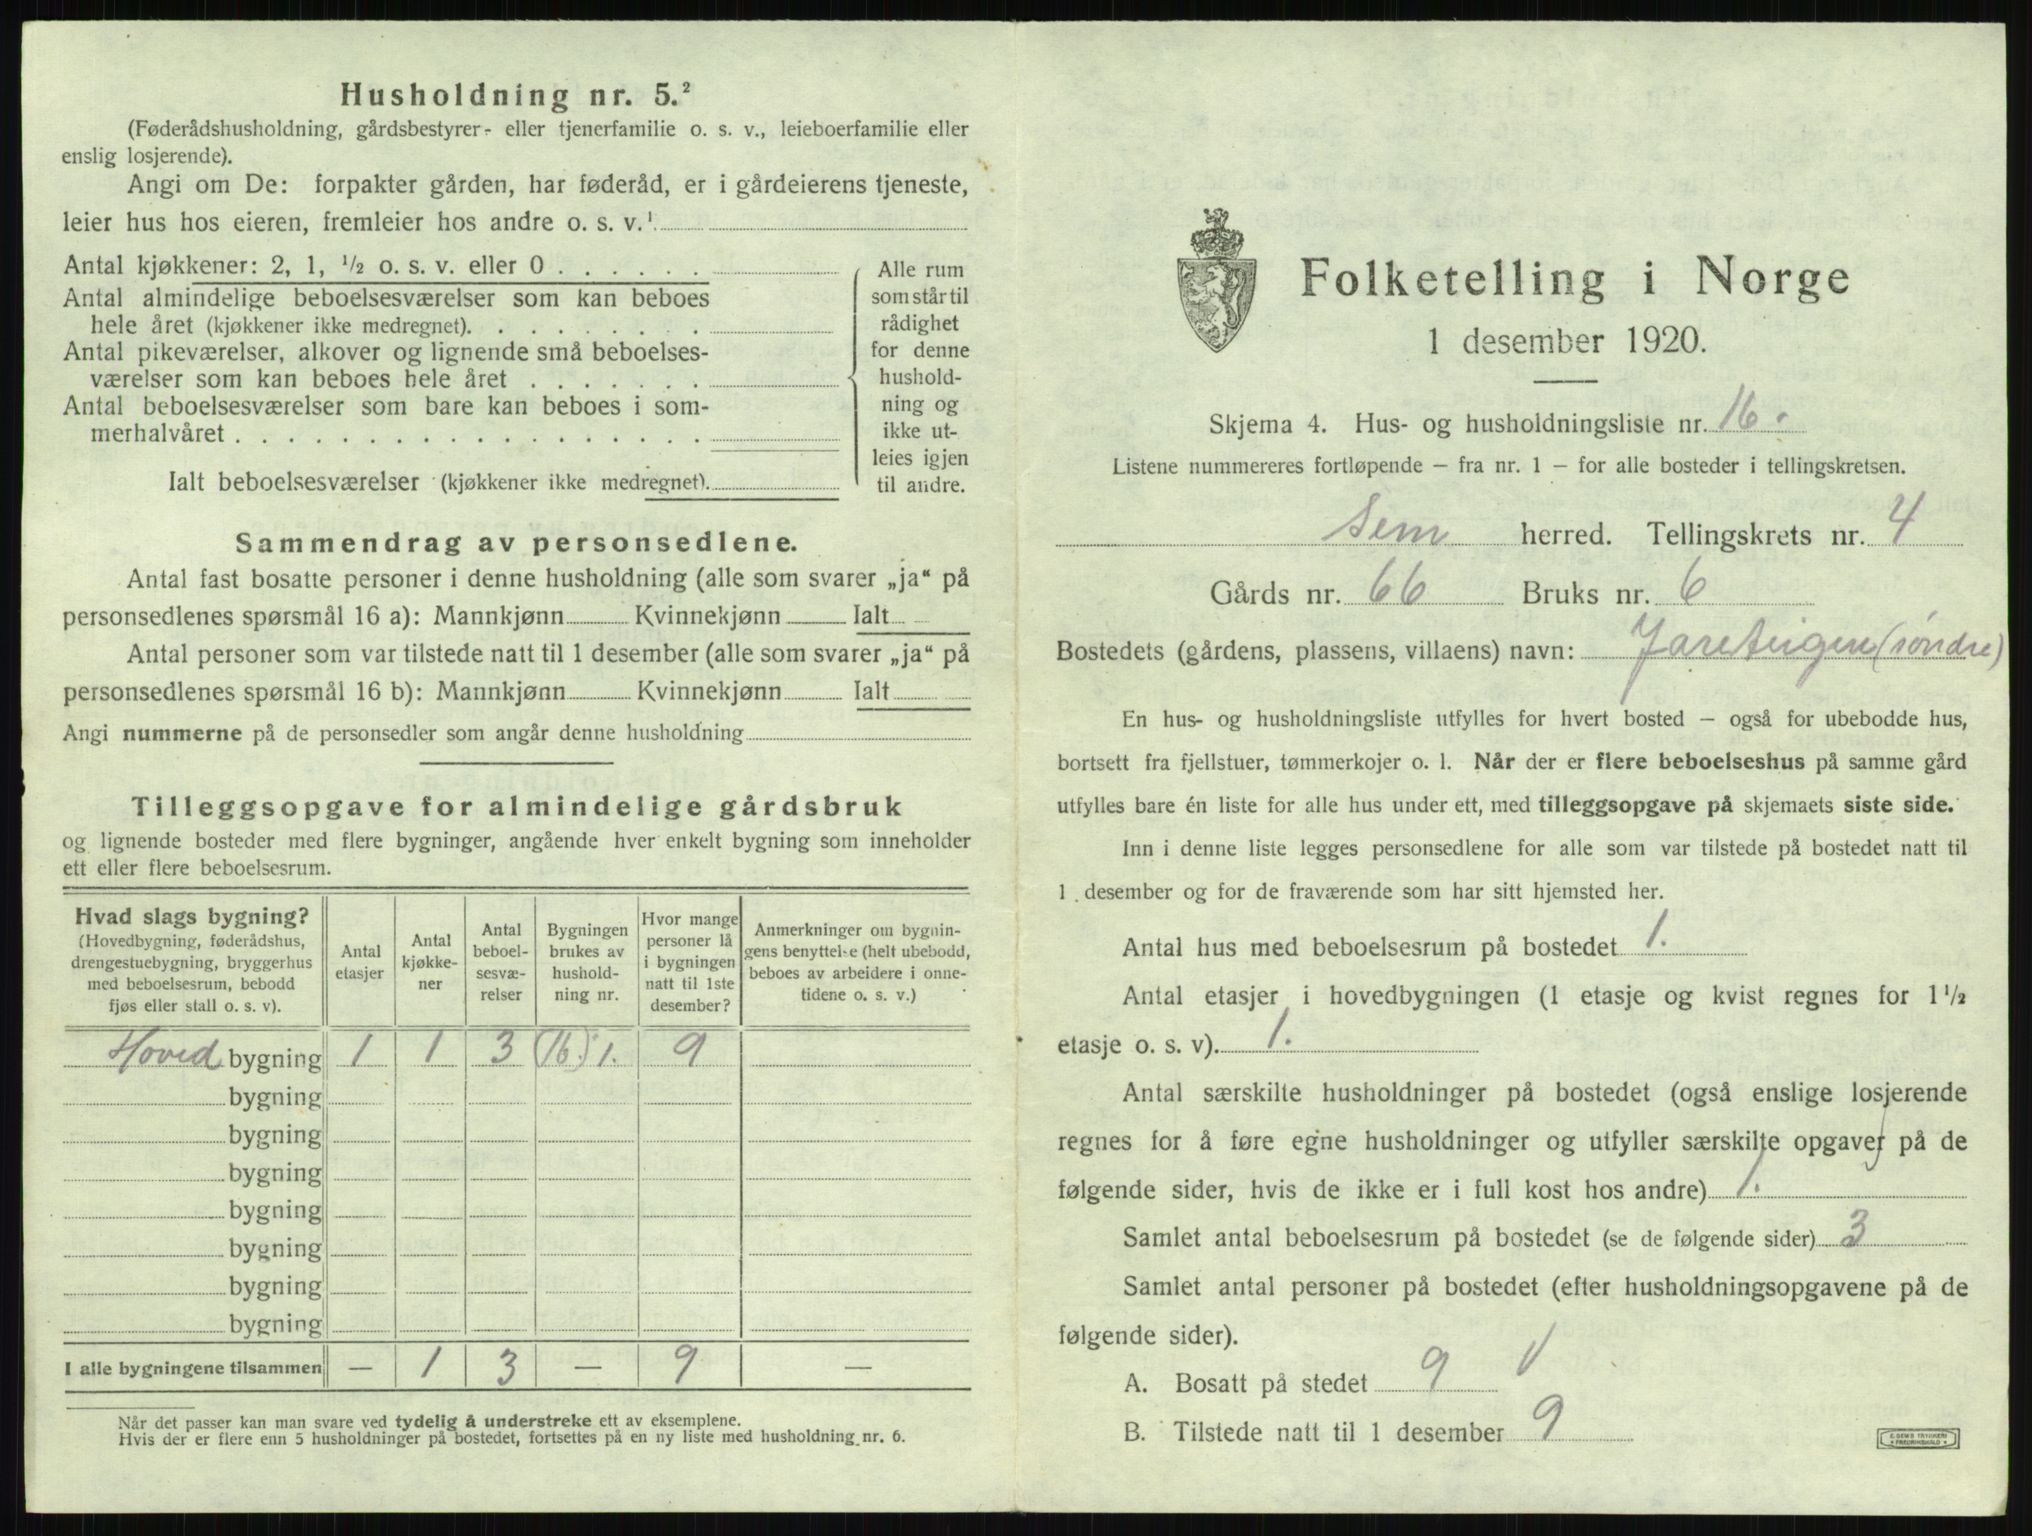 Husholdning nr. 5.²
(Føderådshusholdning, gårdsbestyrer- eller tjenerfamilie o. s. v., leieboerfamilie eller
enslig losjerende).
Angi om De: forpakter gården, har føderåd, er i gårdeierens tjeneste,
leier hus hos eieren, fremleier hos andre o. s. v.¹
Antal kjøkkener: 2, 1, ½ o. s. v. eller 0 . . . . . .
Antal almindelige beboelsesværelser som kan beboes
hele året (kjøkkener ikke medregnet). . . . . . . . .
Antal pikeværelser, alkover og lignende små beboelses-
værelser som kan beboes hele året . . . . . . .
Antal beboelsesværelser som bare kan beboes i som-
merhalvåret . . . . . . . . . . . . . . . . . .
Ialt beboelsesværelser (kjøkkener ikke medregnet).
Alle rum
som står til
rådighet
for denne
hushold-
ning og
ikke ut-
leies igjen
til andre.
Sammendrag av personsedlene.
Antal fast bosatte personer i denne husholdning (alle som svarer „ja“ på
personsedlenes spørsmål 16 a): Mannkjønn Kvinnekjønn Ialt
Antal personer som var tilstede natt til 1 desember (alle som svarer „ja“ på
personsedlenes spørsmål 16 b): Mannkjønn Kvinnekjønn Ialt
Angi nummerne på de personsedler som angår denne husholdning
Tilleggsopgave for almindelige gårdsbruk
og lignende bosteder med flere bygninger, angående hver enkelt bygning som inneholder
ett eller flere beboelsesrum.
Hvad slags bygning?
(Hovedbygning, føderådshus,
drengestuebygning, bryggerhus
med beboelsesrum, bebodd
fjøs eller stall o. s. v).
Antal
etasjer
Antal
kjøkke-
ner
Antal
beboel-
sesvæ-
relser
Bygningen
brukes av
hushold-
ning nr.
Hvor mange
personer lå
i bygningen
natt til 1ste
desember?
Anmerkninger om bygnin-
gens benyttelse (helt ubebodd,
beboes av arbeidere i onne-
tidene o. s. v.)
Hoved bygning 1 1 3 (16.) 1. 9
bygning
bygning
bygning
bygning
bygning
bygning
bygning
I alle bygningene tilsammen — 1 3 — 9 —
Når det passer kan man svare ved tydelig å understreke ett av eksemplene.
Hvis der er flere enn 5 husholdninger på bostedet, fortsettes på en ny liste med husholdning nr. 6.
Folketelling i Norge
1 desember 1920.
Skjema 4. Hus- og husholdningsliste nr. 16.
Listene nummereres fortløpende – fra nr. 1 – for alle bosteder i tellingskretsen.
Sem herred. Tellingskrets nr. 4
Gårds nr. 66 Bruks nr. 6
Bostedets (gårdens, plassens, villaens) navn: Jareteigen (søndre)
En hus- og husholdningsliste utfylles for hvert bosted – også for ubebodde hus,
bortsett fra fjellstuer, tømmerkojer o. l. Når der er flere beboelseshus på samme gård
utfylles bare én liste for alle hus under ett, med tilleggsopgave på skjemaets siste side.
Inn i denne liste legges personsedlene for alle som var tilstede på bostedet natt til
1 desember og for de fraværende som har sitt hjemsted her.
Antal hus med beboelsesrum på bostedet 1.
Antal etasjer i hovedbygningen (1 etasje og kvist regnes for 1½
etasje o. s. v). 1.
Antal særskilte husholdninger på bostedet (også enslige losjerende
regnes for å føre egne husholdninger og utfyller særskilte opgaver på de
følgende sider, hvis de ikke er i full kost hos andre) 1.
Samlet antal beboelsesrum på bostedet (se de følgende sider) 3
Samlet antal personer på bostedet (efter husholdningsopgavene på de
følgende sider).
A. Bosatt på stedet 9
B. Tilstede natt til 1 desember 9